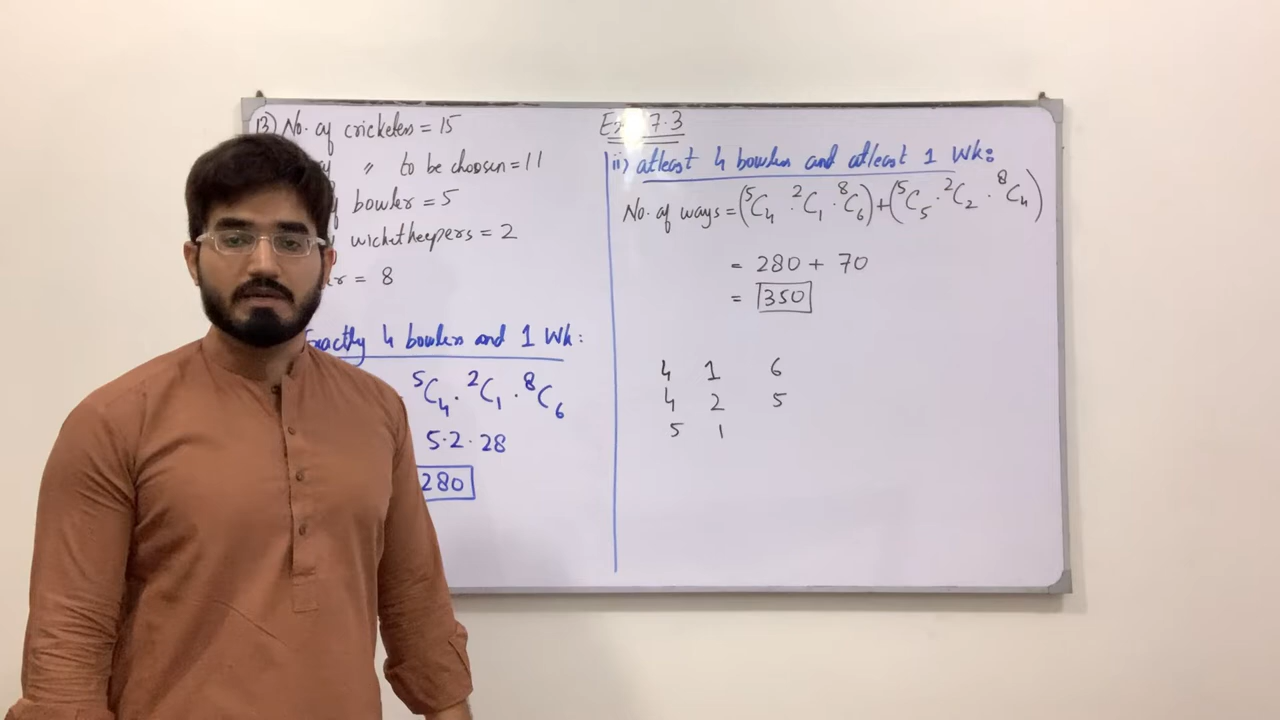 13) No. of cricketers = 15
" to be choosen = 11
bowler = 5
wicketkeepers = 2
= 8
Exactly 4 bowlers and 1 Wk:
⁵C₄ · ²C₁ · ⁸C₆
5·2·28
280
Ex 7.3
ii) atleast 4 bowlers and atleast 1 Wk:
No. of ways = (⁵C₄ · ²C₁ · ⁸C₆) + (⁵C₅ · ²C₂ · ⁸C₄)
= 280 + 70
= 350
4 1 6
4 2 5
5 1